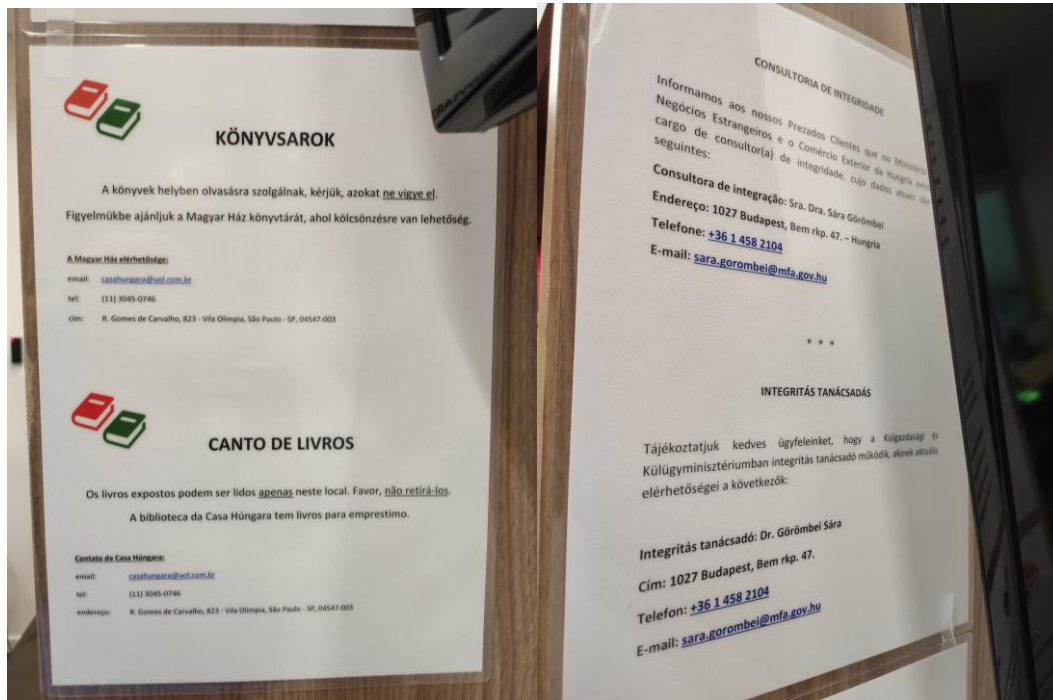 KÖNYVSAROK
A könyvek helyben olvasásra szolgálnak, kérjük, azokat ne vigye el.
Figyelmükbe ajánljuk a Magyar Ház könyvtárát, ahol kölcsönzésre van lehetőség.
A Magyar Ház elérhetősége:
email: casahungara@uol.com.br
tel: (11) 3045-0746
cím: R. Gomes de Carvalho, 823 - Vila Olimpia, São Paulo - SP, 04547-003
CANTO DE LIVROS
Os livros expostos podem ser lidos apenas neste local. Favor, não retirá-los.
A biblioteca da Casa Húngara tem livros para emprestimo.
Contato da Casa Húngara:
email: casahungara@uol.com.br
tel: (11) 3045-0746
endereço: R. Gomes de Carvalho, 823 - Vila Olimpia, São Paulo - SP, 04547-003
CONSULTORIA DE INTEGRIDADE
Informamos aos nossos Prezados Clientes que no Ministério
Negócios Estrangeiros e o Comércio Exterior da Hungria
cargo de consultor(a) de integridade, cujo dados atuais são
seguintes:
Consultora de integração: Sra. Dra. Sára Görömbei
Endereço: 1027 Budapest, Bem rkp. 47. – Hungria
Telefone: +36 1 458 2104
E-mail: sara.gorombei@mfa.gov.hu
* * *
INTEGRITÁS TANÁCSADÁS
Tájékoztatjuk kedves ügyfeleinket, hogy a Külgazdasági és
Külügyminisztériumban integritás tanácsadó működik, akinek aktuális
elérhetőségei a következők:
Integritás tanácsadó: Dr. Görömbei Sára
Cím: 1027 Budapest, Bem rkp. 47.
Telefon: +36 1 458 2104
E-mail: sara.gorombei@mfa.gov.hu